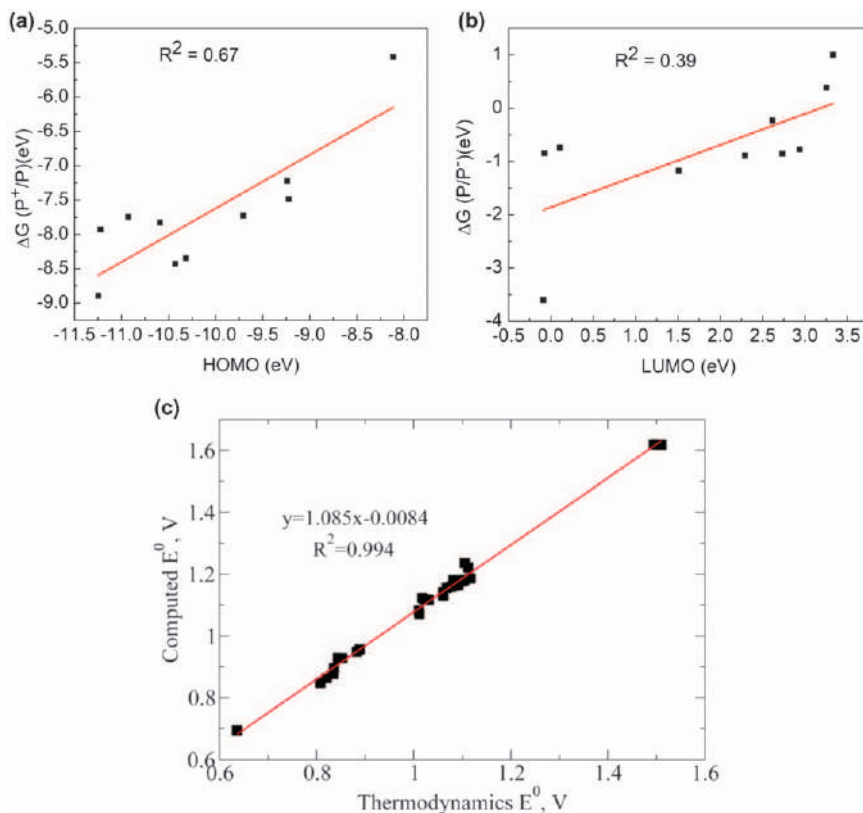 (a)
R² = 0.67
ΔG (P⁺/P)(eV)
-5.0
-5.5
-6.0
-6.5
-7.0
-7.5
-8.0
-8.5
-9.0
-11.5 -11.0 -10.5 -10.0 -9.5 -9.0 -8.5 -8.0
HOMO (eV)
(b)
R² = 0.39
ΔG (P/P⁻)(eV)
1
0
-1
-2
-3
-4
-0.5 0.0 0.5 1.0 1.5 2.0 2.5 3.0 3.5
LUMO (eV)
(c)
y=1.085x-0.0084
R²=0.994
Computed E⁰, V
1.6
1.4
1.2
1
0.8
0.6
0.6 0.8 1 1.2 1.4 1.6
Thermodynamics E⁰, V